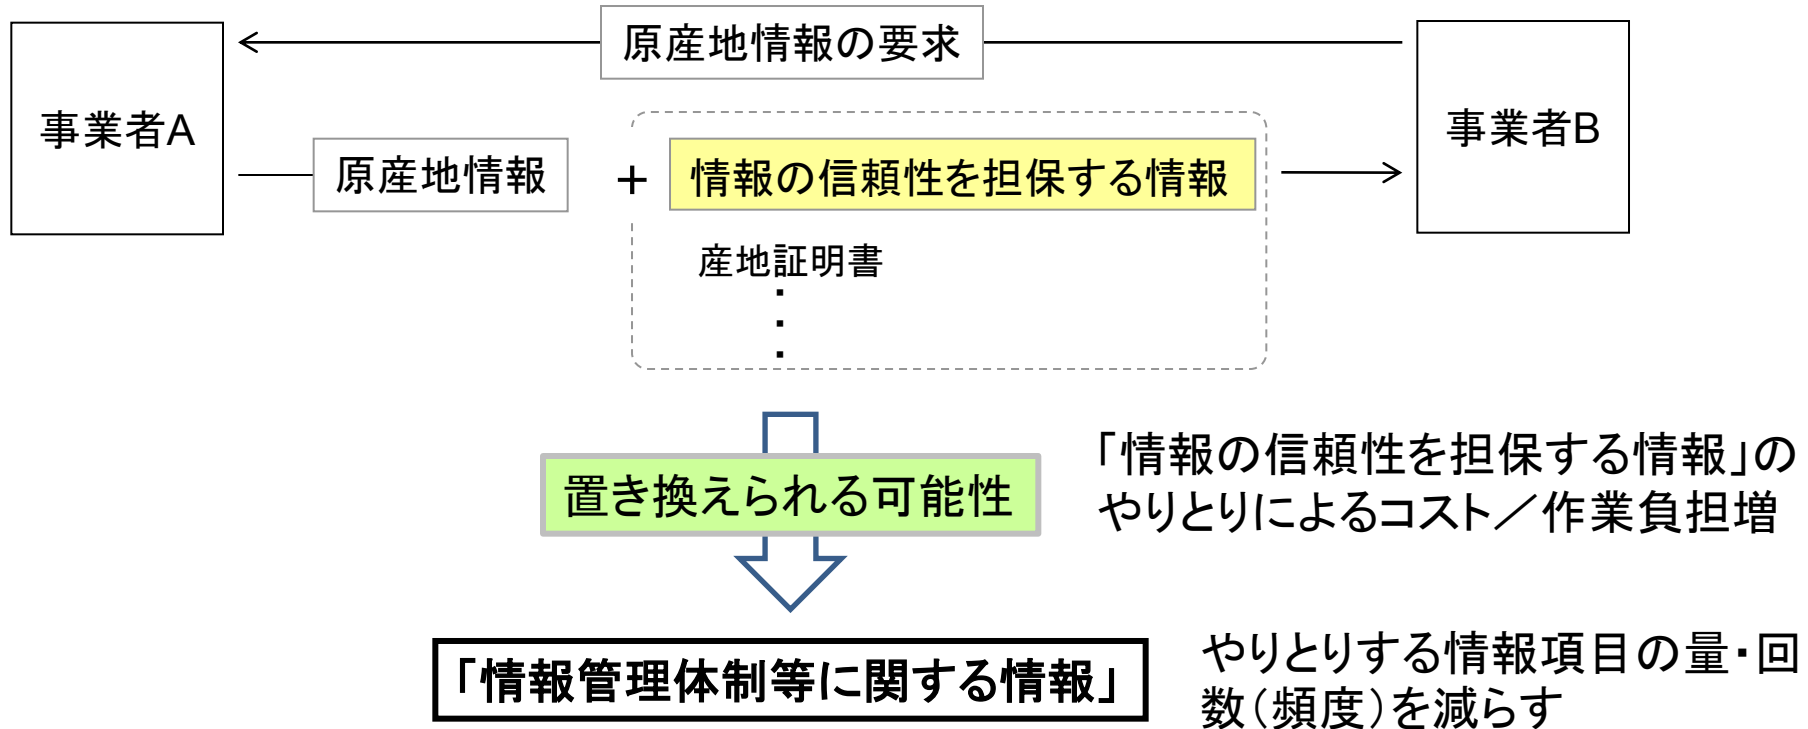 原産地情報の要求
事業者A
事業者B
原産地情報
+
情報の信頼性を担保する情報
産地証明書
・
・
・
置き換えられる可能性
「情報の信頼性を担保する情報」の
やりとりによるコスト／作業負担増
「情報管理体制等に関する情報」
やりとりする情報項目の量・回
数（頻度）を減らす